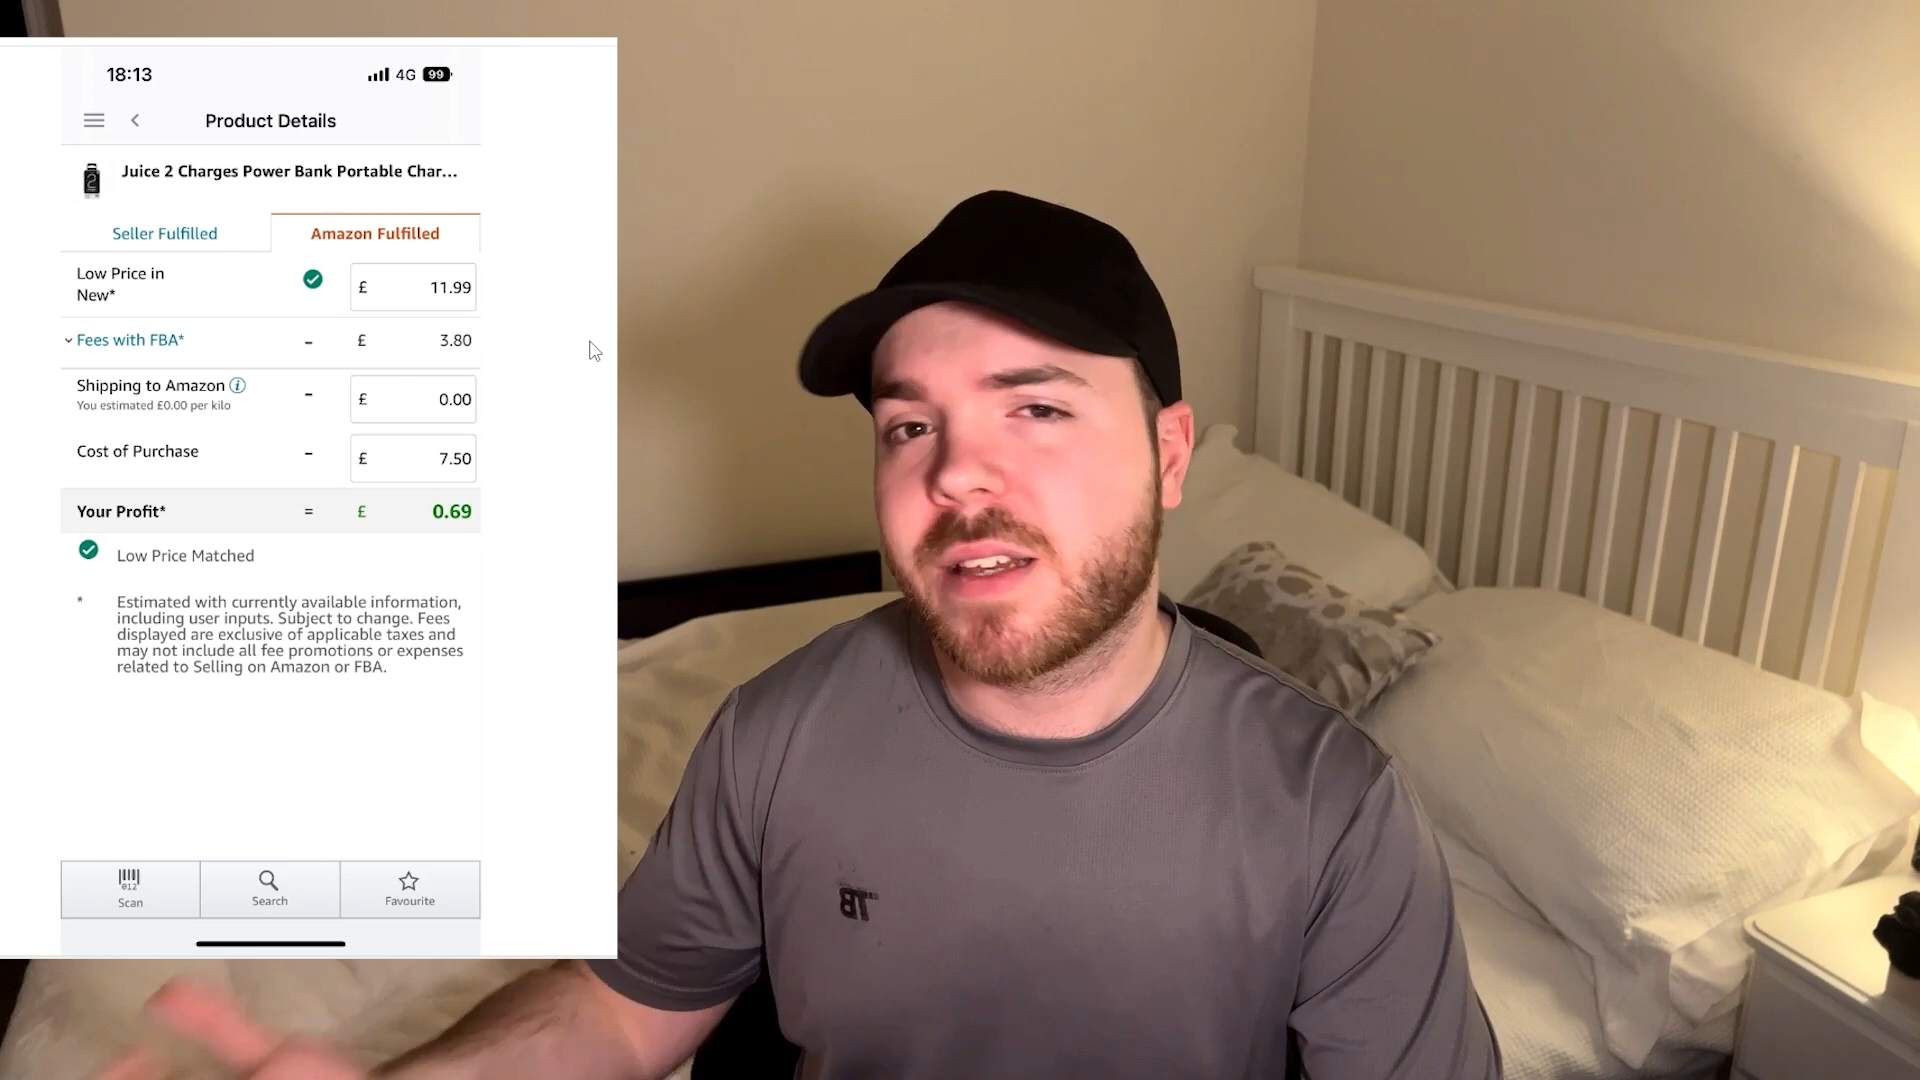 18:13
4G 99
Product Details
Juice 2 Charges Power Bank Portable Char...
2
Seller Fulfilled
Amazon Fulfilled
Low Price in
New*
£ 11.99
Fees with FBA* – £ 3.80
Shipping to Amazon i – £ 0.00
You estimated £0.00 per kilo
Cost of Purchase – £ 7.50
Your Profit* = £ 0.69
Low Price Matched
* Estimated with currently available information,
including user inputs. Subject to change. Fees
displayed are exclusive of applicable taxes and
may not include all fee promotions or expenses
related to Selling on Amazon or FBA.
012
Scan
Search
Favourite
TB